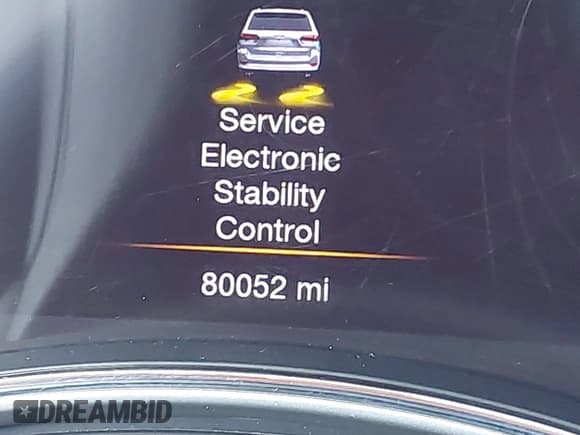 Service
Electronic
Stability
Control
80052 mi
DREAMBID